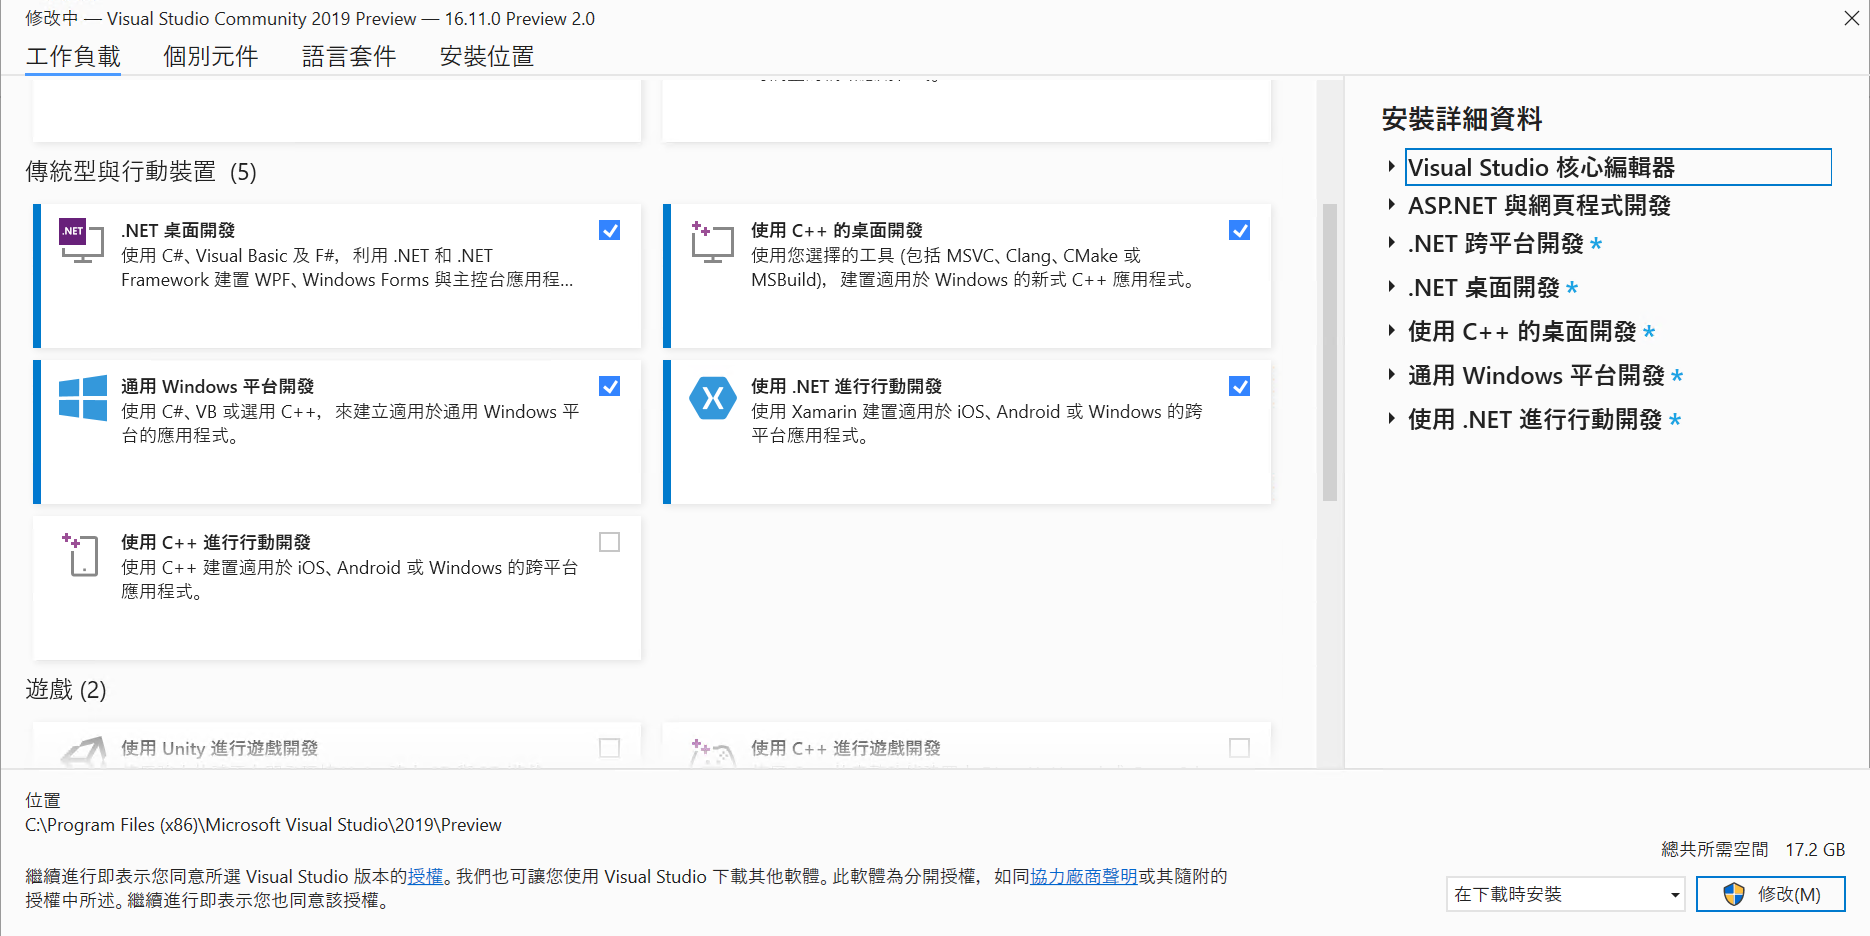 修改中 — Visual Studio Community 2019 Preview — 16.11.0 Preview 2.0
工作負載
個別元件
語言套件
安裝位置
傳統型與行動裝置 (5)
.NET
.NET 桌面開發
使用 C#、Visual Basic 及 F#，利用 .NET 和 .NET
Framework 建置 WPF、Windows Forms 與主控台應用程...
使用 C++ 的桌面開發
使用您選擇的工具 (包括 MSVC、Clang、CMake 或
MSBuild)，建置適用於 Windows 的新式 C++ 應用程式。
通用 Windows 平台開發
使用 C#、VB 或選用 C++，來建立適用於通用 Windows 平
台的應用程式。
使用 .NET 進行行動開發
使用 Xamarin 建置適用於 iOS、Android 或 Windows 的跨
平台應用程式。
使用 C++ 進行行動開發
使用 C++ 建置適用於 iOS、Android 或 Windows 的跨平台
應用程式。
遊戲 (2)
使用 Unity 進行遊戲開發
使用 C++ 進行遊戲開發
安裝詳細資料
Visual Studio 核心編輯器
ASP.NET 與網頁程式開發
.NET 跨平台開發 *
.NET 桌面開發 *
使用 C++ 的桌面開發 *
通用 Windows 平台開發 *
使用 .NET 進行行動開發 *
位置
C:\Program Files (x86)\Microsoft Visual Studio\2019\Preview
繼續進行即表示您同意所選 Visual Studio 版本的授權。我們也可讓您使用 Visual Studio 下載其他軟體。此軟體為分開授權，如同協力廠商聲明或其隨附的
授權中所述。繼續進行即表示您也同意該授權。
總共所需空間 17.2 GB
在下載時安裝
修改(M)